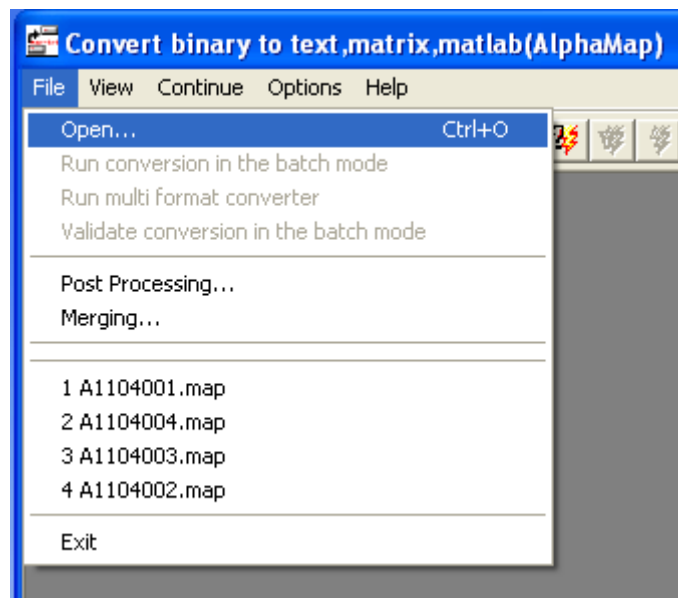 Convert binary to text,matrix,matlab(AlphaMap)
File View Continue Options Help
Open... Ctrl+O
Run conversion in the batch mode
Run multi format converter
Validate conversion in the batch mode
Post Processing...
Merging...
1 A1104001.map
2 A1104004.map
3 A1104003.map
4 A1104002.map
Exit